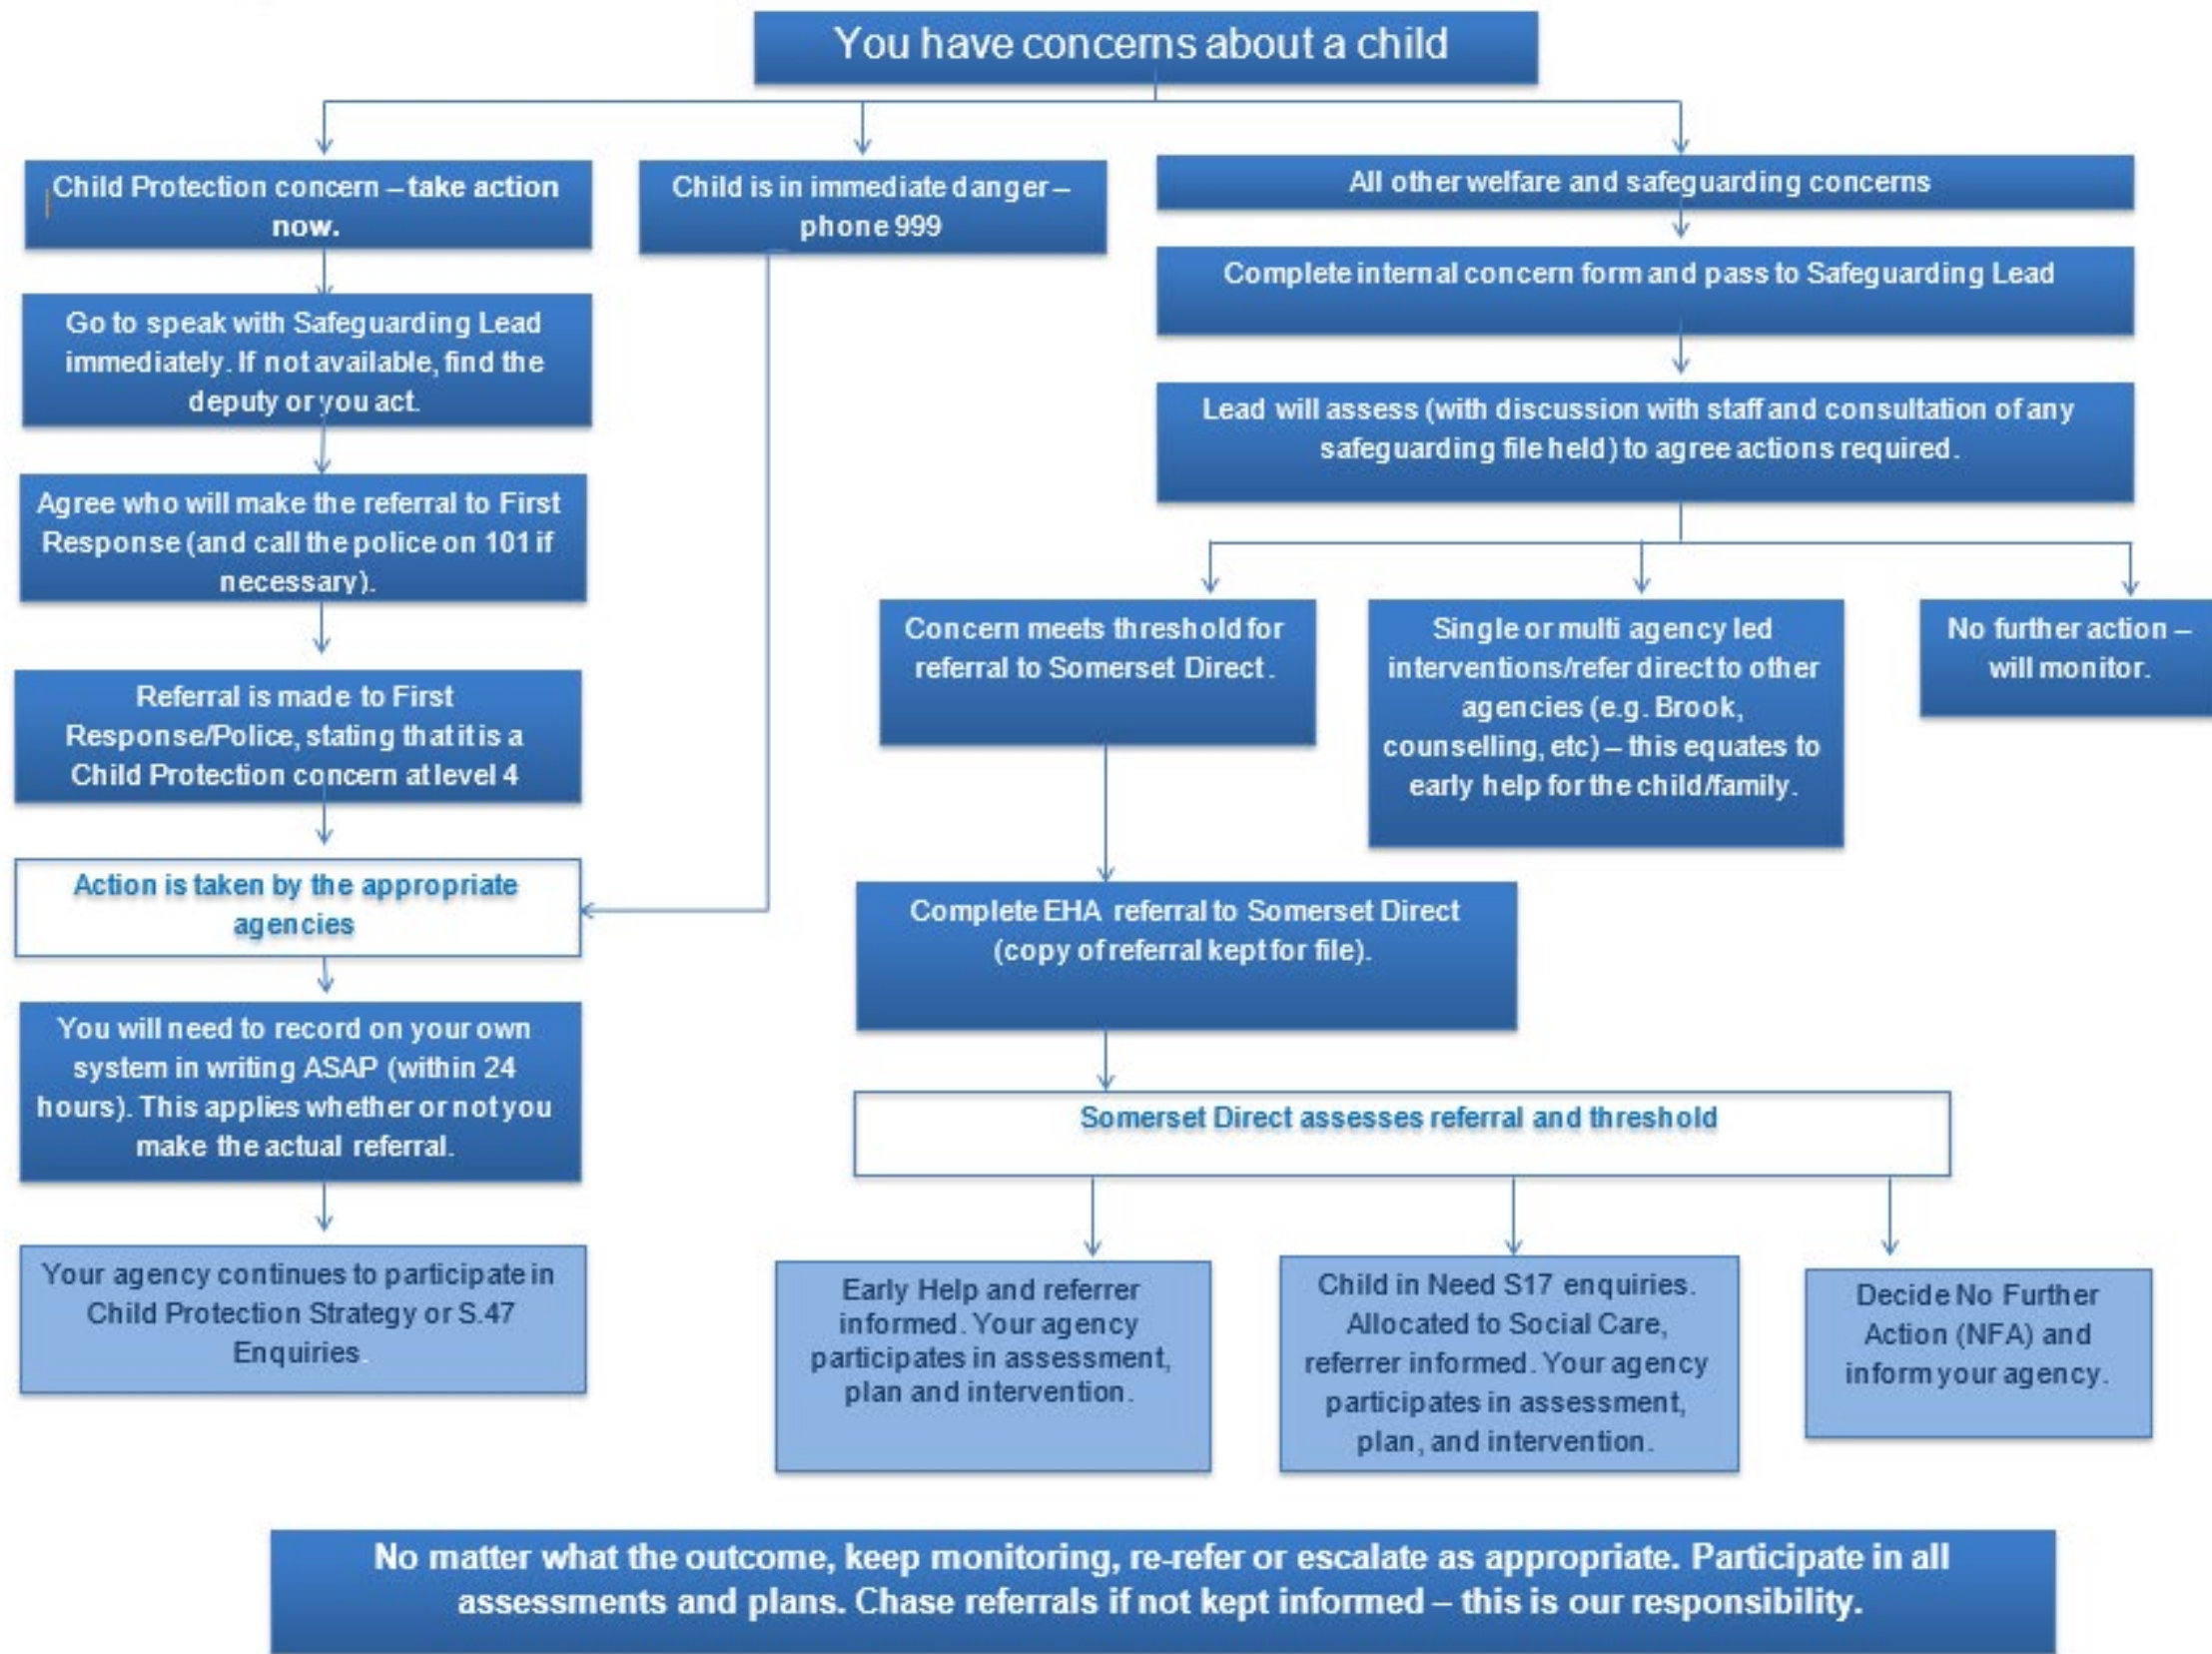 You have concerns about a child
Child Protection concern – take action
now.
Go to speak with Safeguarding Lead
immediately. If not available, find the
deputy or you act.
Agree who will make the referral to First
Response (and call the police on 101 if
necessary).
Referral is made to First
Response/Police, stating that it is a
Child Protection concern at level 4
Action is taken by the appropriate
agencies
You will need to record on your own
system in writing ASAP (within 24
hours). This applies whether or not you
make the actual referral.
Your agency continues to participate in
Child Protection Strategy or S.47
Enquiries.
Child is in immediate danger –
phone 999
All other welfare and safeguarding concerns
Complete internal concern form and pass to Safeguarding Lead
Lead will assess (with discussion with staff and consultation of any
safeguarding file held) to agree actions required.
Concern meets threshold for
referral to Somerset Direct.
Single or multi agency led
interventions/refer direct to other
agencies (e.g. Brook,
counselling, etc) – this equates to
early help for the child/family.
No further action –
will monitor.
Complete EHA referral to Somerset Direct
(copy of referral kept for file).
Somerset Direct assesses referral and threshold
Early Help and referrer
informed. Your agency
participates in assessment,
plan and intervention.
Child in Need S17 enquiries.
Allocated to Social Care,
referrer informed. Your agency
participates in assessment,
plan, and intervention.
Decide No Further
Action (NFA) and
inform your agency.
No matter what the outcome, keep monitoring, re-refer or escalate as appropriate. Participate in all
assessments and plans. Chase referrals if not kept informed – this is our responsibility.